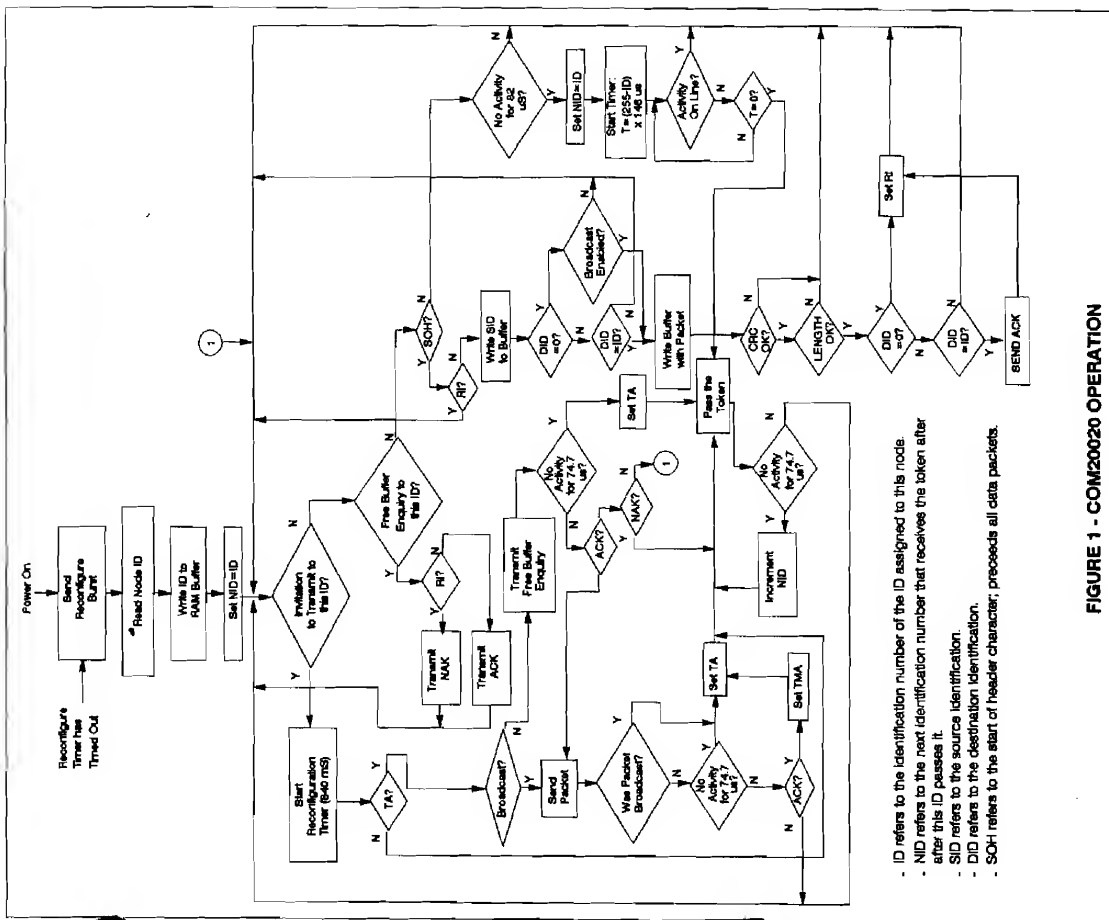 Power On
Reconfigure
Timer has
Timed Out
Send
Reconfigure
Burst
Read Node ID
Write ID to
RAM Buffer
Set NID=ID
1
Invitation
to Transmit to
this ID?
Y
N
Start
Reconfiguration
Timer (840 mS)
TA?
Y
N
Free Buffer
Enquiry to
this ID?
Y
N
RI?
Y
N
Transmit
NAK
Transmit
ACK
Broadcast?
Y
N
Transmit
Free Buffer
Enquiry
No
Activity
for 74.7
us?
Y
N
Set TA
ACK?
Y
N
NAK?
Y
N
1
Send
Packet
Was Packet
Broadcast?
Y
N
No
Activity
for 74.7
us?
Y
N
Set TA
ACK?
Y
N
Set TMA
Pass the
Token
No
Activity
for 74.7
us?
Y
N
Increment
NID
SOH?
Y
N
RI?
Y
N
Write SID
to Buffer
DID
=0?
Y
N
Broadcast
Enabled?
Y
N
DID
=ID?
Y
N
Write Buffer
with Packet
CRC
OK?
Y
N
LENGTH
OK?
Y
N
DID
=0?
Y
N
DID
=ID?
Y
N
SEND ACK
Set RI
No Activity
for 82
uS?
Y
N
Set NID=ID
Start Timer:
T=(255-ID)
x 146 us
Activity
On Line?
Y
N
T=0?
Y
N
- ID refers to the identification number of the ID assigned to this node.
- NID refers to the next identification number that receives the token after
after this ID passes it.
- SID refers to the source identification.
- DID refers to the destination identification.
- SOH refers to the start of header character; preceeds all data packets.
FIGURE 1 - COM20020 OPERATION